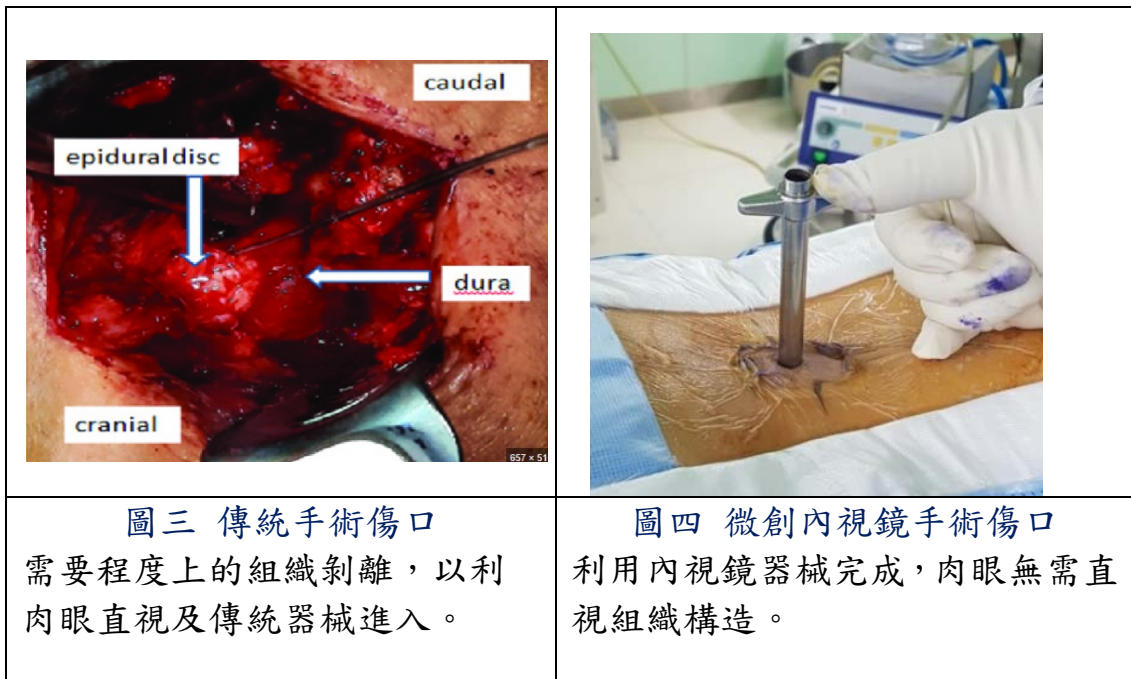 caudal
epidural disc
dura
cranial
657 × 51
圖三 傳統手術傷口
需要程度上的組織剝離，以利
肉眼直視及傳統器械進入。
圖四 微創內視鏡手術傷口
利用內視鏡器械完成，肉眼無需直
視組織構造。